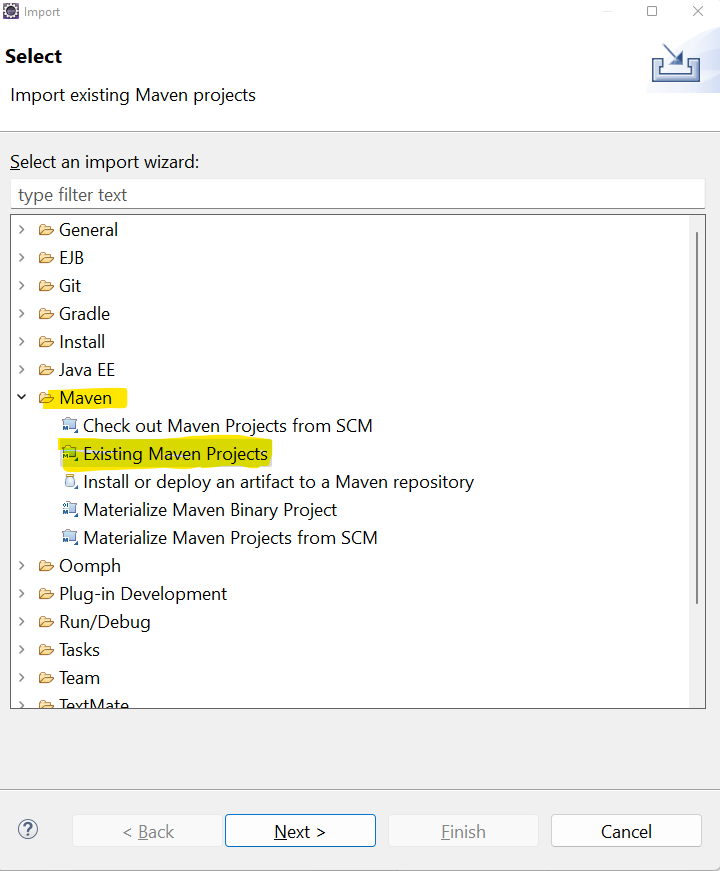 Import
Select
Import existing Maven projects
Select an import wizard:
type filter text
General
EJB
Git
Gradle
Install
Java EE
Maven
Check out Maven Projects from SCM
Existing Maven Projects
Install or deploy an artifact to a Maven repository
Materialize Maven Binary Project
Materialize Maven Projects from SCM
Oomph
Plug-in Development
Run/Debug
Tasks
Team
TextMate
? < Back Next > Finish Cancel